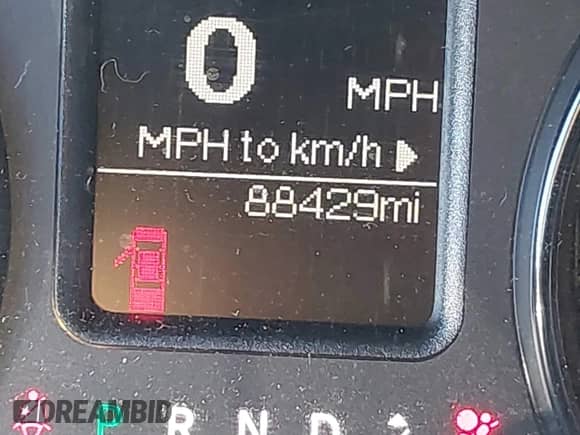 0
MPH
MPH to km/h
88429mi
P R N D
DREAMBID